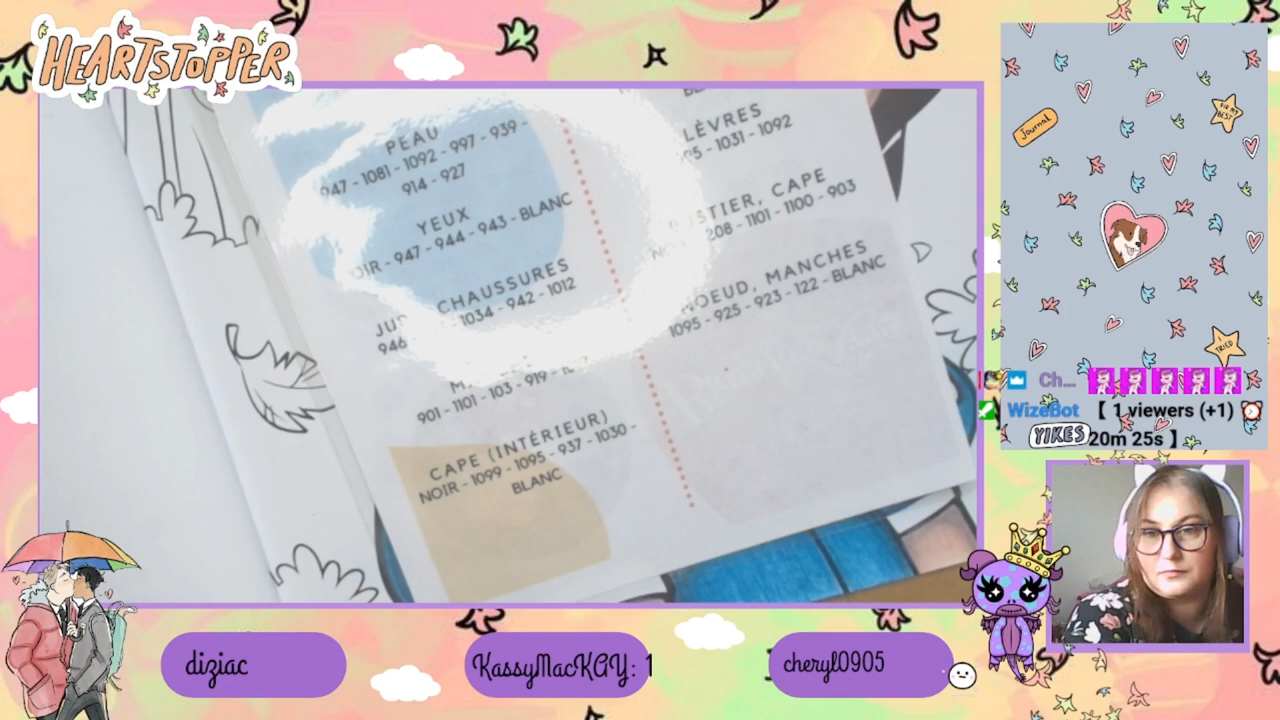 HEARTSTOPPER
PEAU
947 - 1081 - 1092 - 997 - 939 -
914 - 927
YEUX
- 947 - 944 - 943 - BLANC
CHAUSSURES
946
1034 - 942 - 1012
901 - 1101 - 103 - 919 -
CAPE (INTÉRIEUR)
NOIR - 1099 - 1095 - 937 - 1030 -
BLANC
LÈVRES
- 1031 - 1092
CAPE
208 - 1101 - 1100 - 903
NOEUD, MANCHES
1095 - 925 - 923 - 122 - BLANC
Journal
I TRIED
Ch...
WizeBot 【 1 viewers (+1)
YIKES 20m 25s 】
diziac
KassyMacKAY: 1
cheryl0905